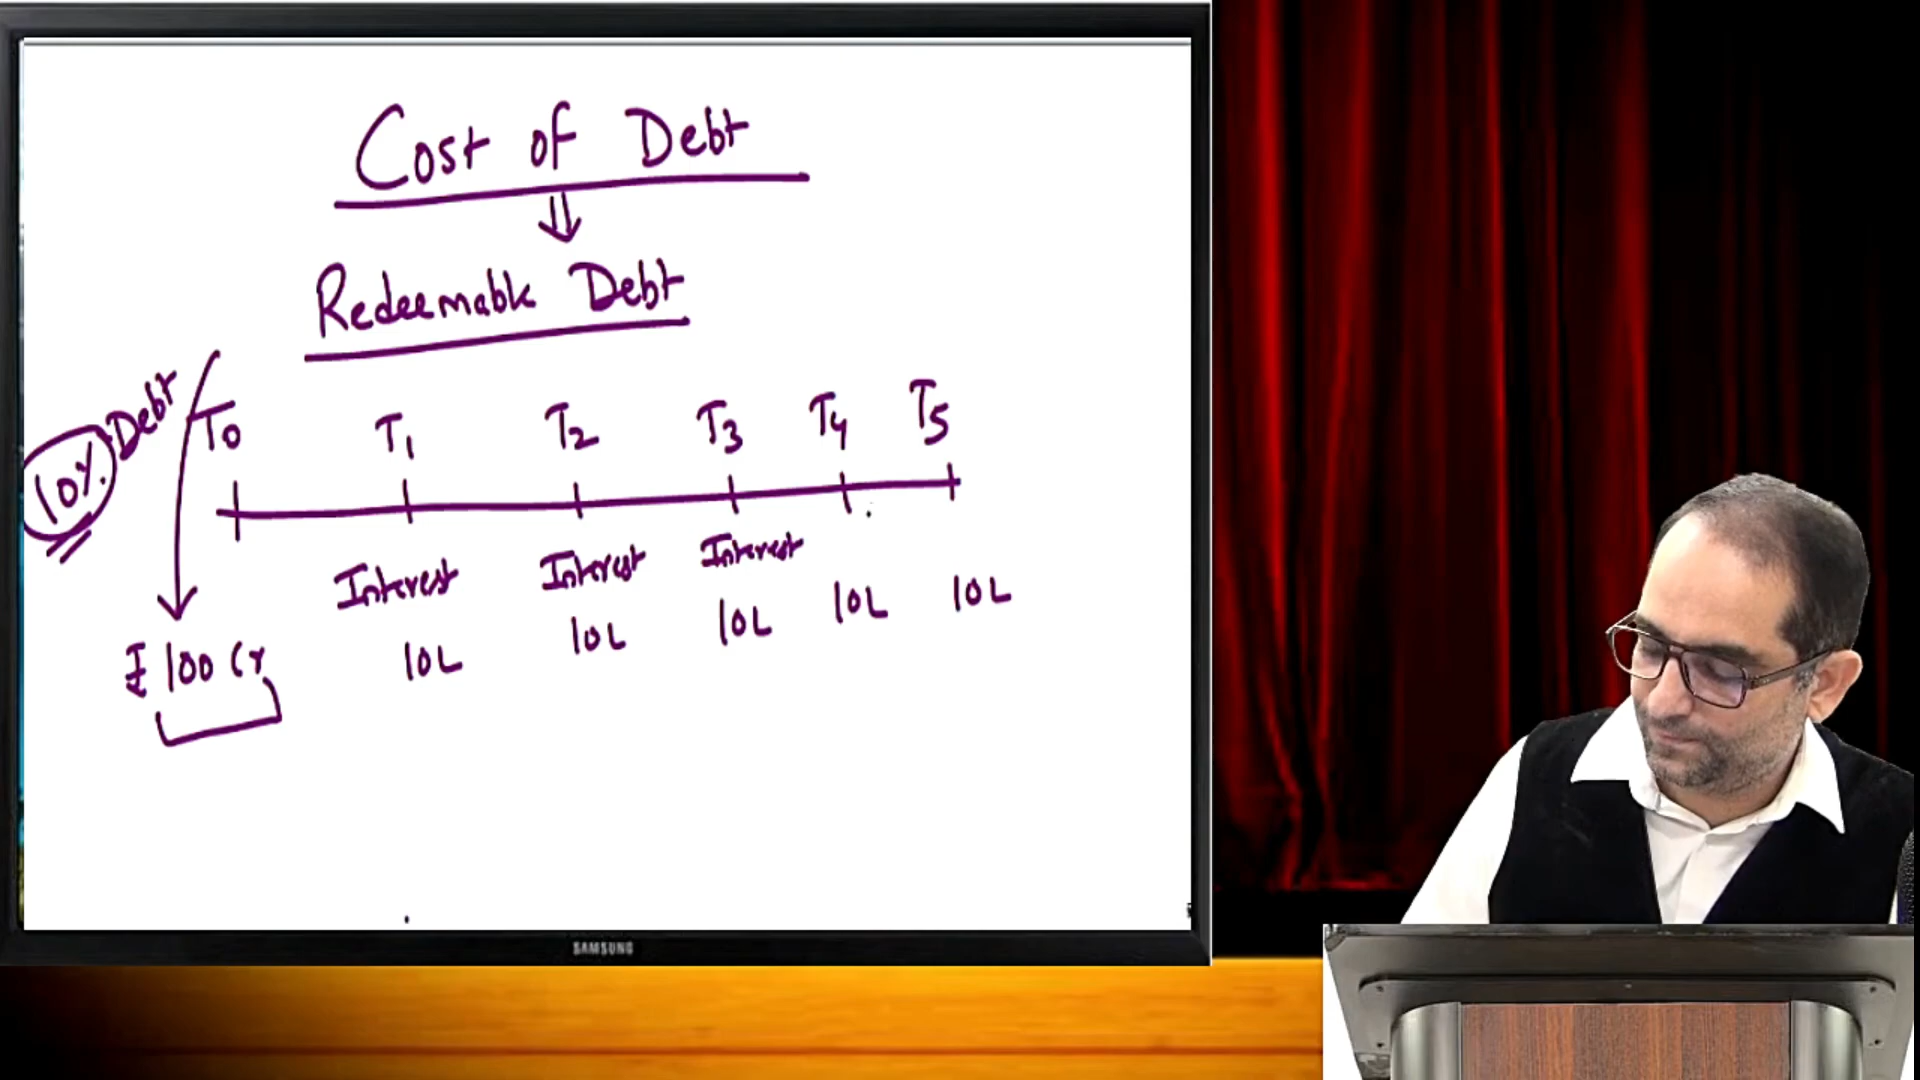 Cost of Debt
⇓
Redeemable Debt
10% Debt
T0 T1 T2 T3 T4 T5
Interest Interest Interest
₹ 100 Cr 10L 10L 10L 10L 10L
SAMSUNG